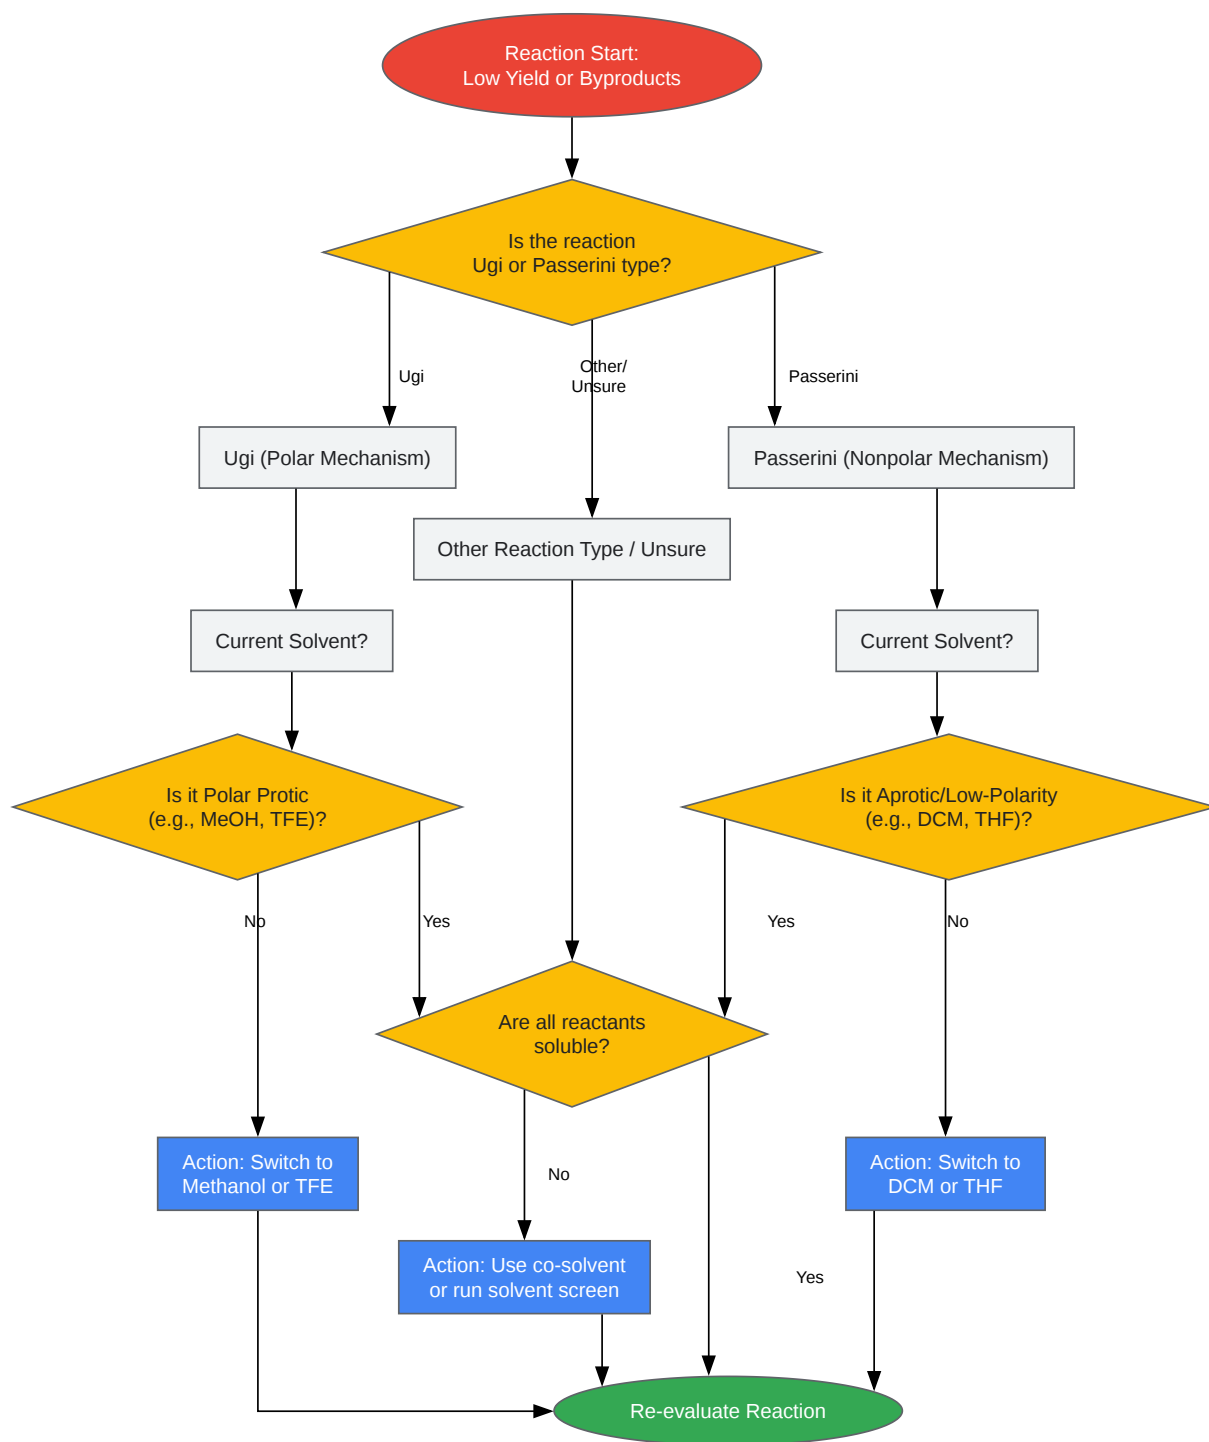 Reaction Start:
Low Yield or Byproducts
Is the reaction
Ugi or Passerini type?
Ugi
Other/
Unsure
Passerini
Ugi (Polar Mechanism)
Passerini (Nonpolar Mechanism)
Other Reaction Type / Unsure
Current Solvent?
Current Solvent?
Is it Polar Protic
(e.g., MeOH, TFE)?
Is it Aprotic/Low-Polarity
(e.g., DCM, THF)?
No
Yes
Yes
No
Are all reactants
soluble?
Action: Switch to
Methanol or TFE
No
Action: Switch to
DCM or THF
Action: Use co-solvent
or run solvent screen
Yes
Re-evaluate Reaction